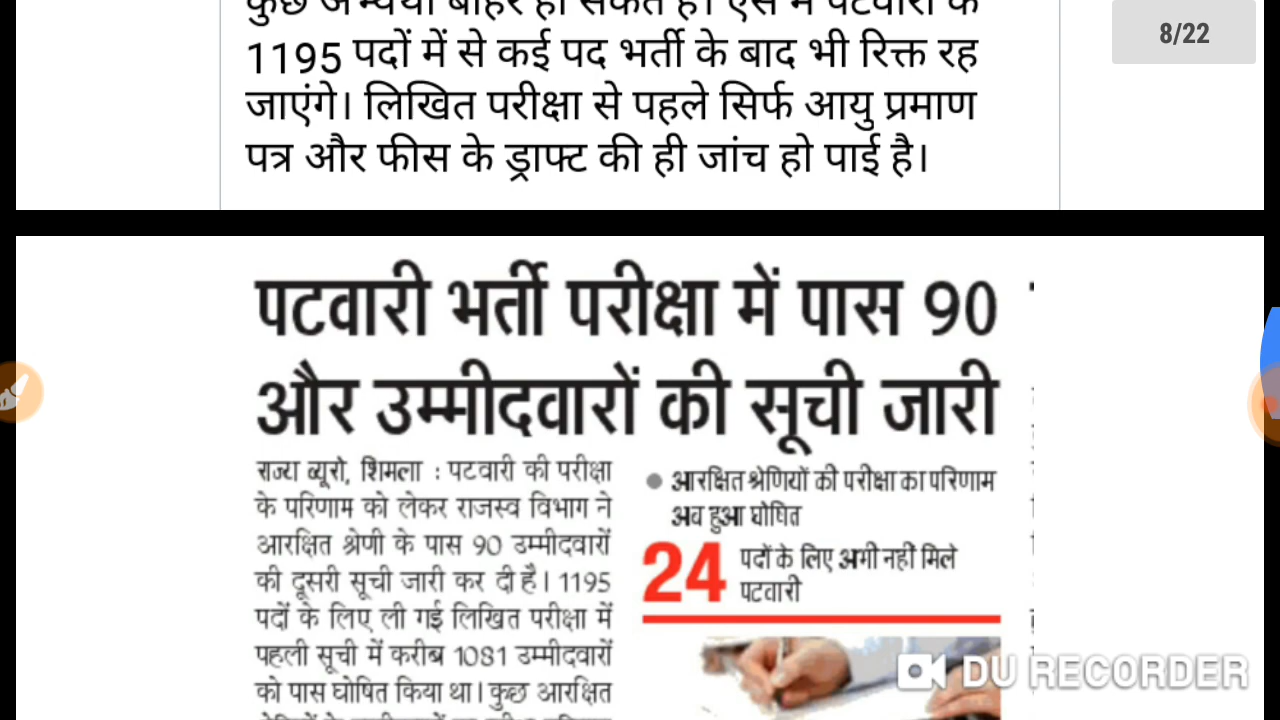 8/22
1195 पदों में से कई पद भर्ती के बाद भी रिक्त रह
जाएंगे। लिखित परीक्षा से पहले सिर्फ आयु प्रमाण
पत्र और फीस के ड्राफ्ट की ही जांच हो पाई है।
पटवारी भर्ती परीक्षा में पास 90
और उम्मीदवारों की सूची जारी
राज्य ब्यूरो, शिमला : पटवारी की परीक्षा
के परिणाम को लेकर राजस्व विभाग ने
आरक्षित श्रेणी के पास 90 उम्मीदवारों
की दूसरी सूची जारी कर दी है। 1195
पदों के लिए ली गई लिखित परीक्षा में
पहली सूची में करीब 1081 उम्मीदवारों
को पास घोषित किया था। कुछ आरक्षित
● आरक्षित श्रेणियों की परीक्षा का परिणाम
अब हुआ घोषित
24 पदों के लिए अभी नहीं मिले
पटवारी
DU RECORDER